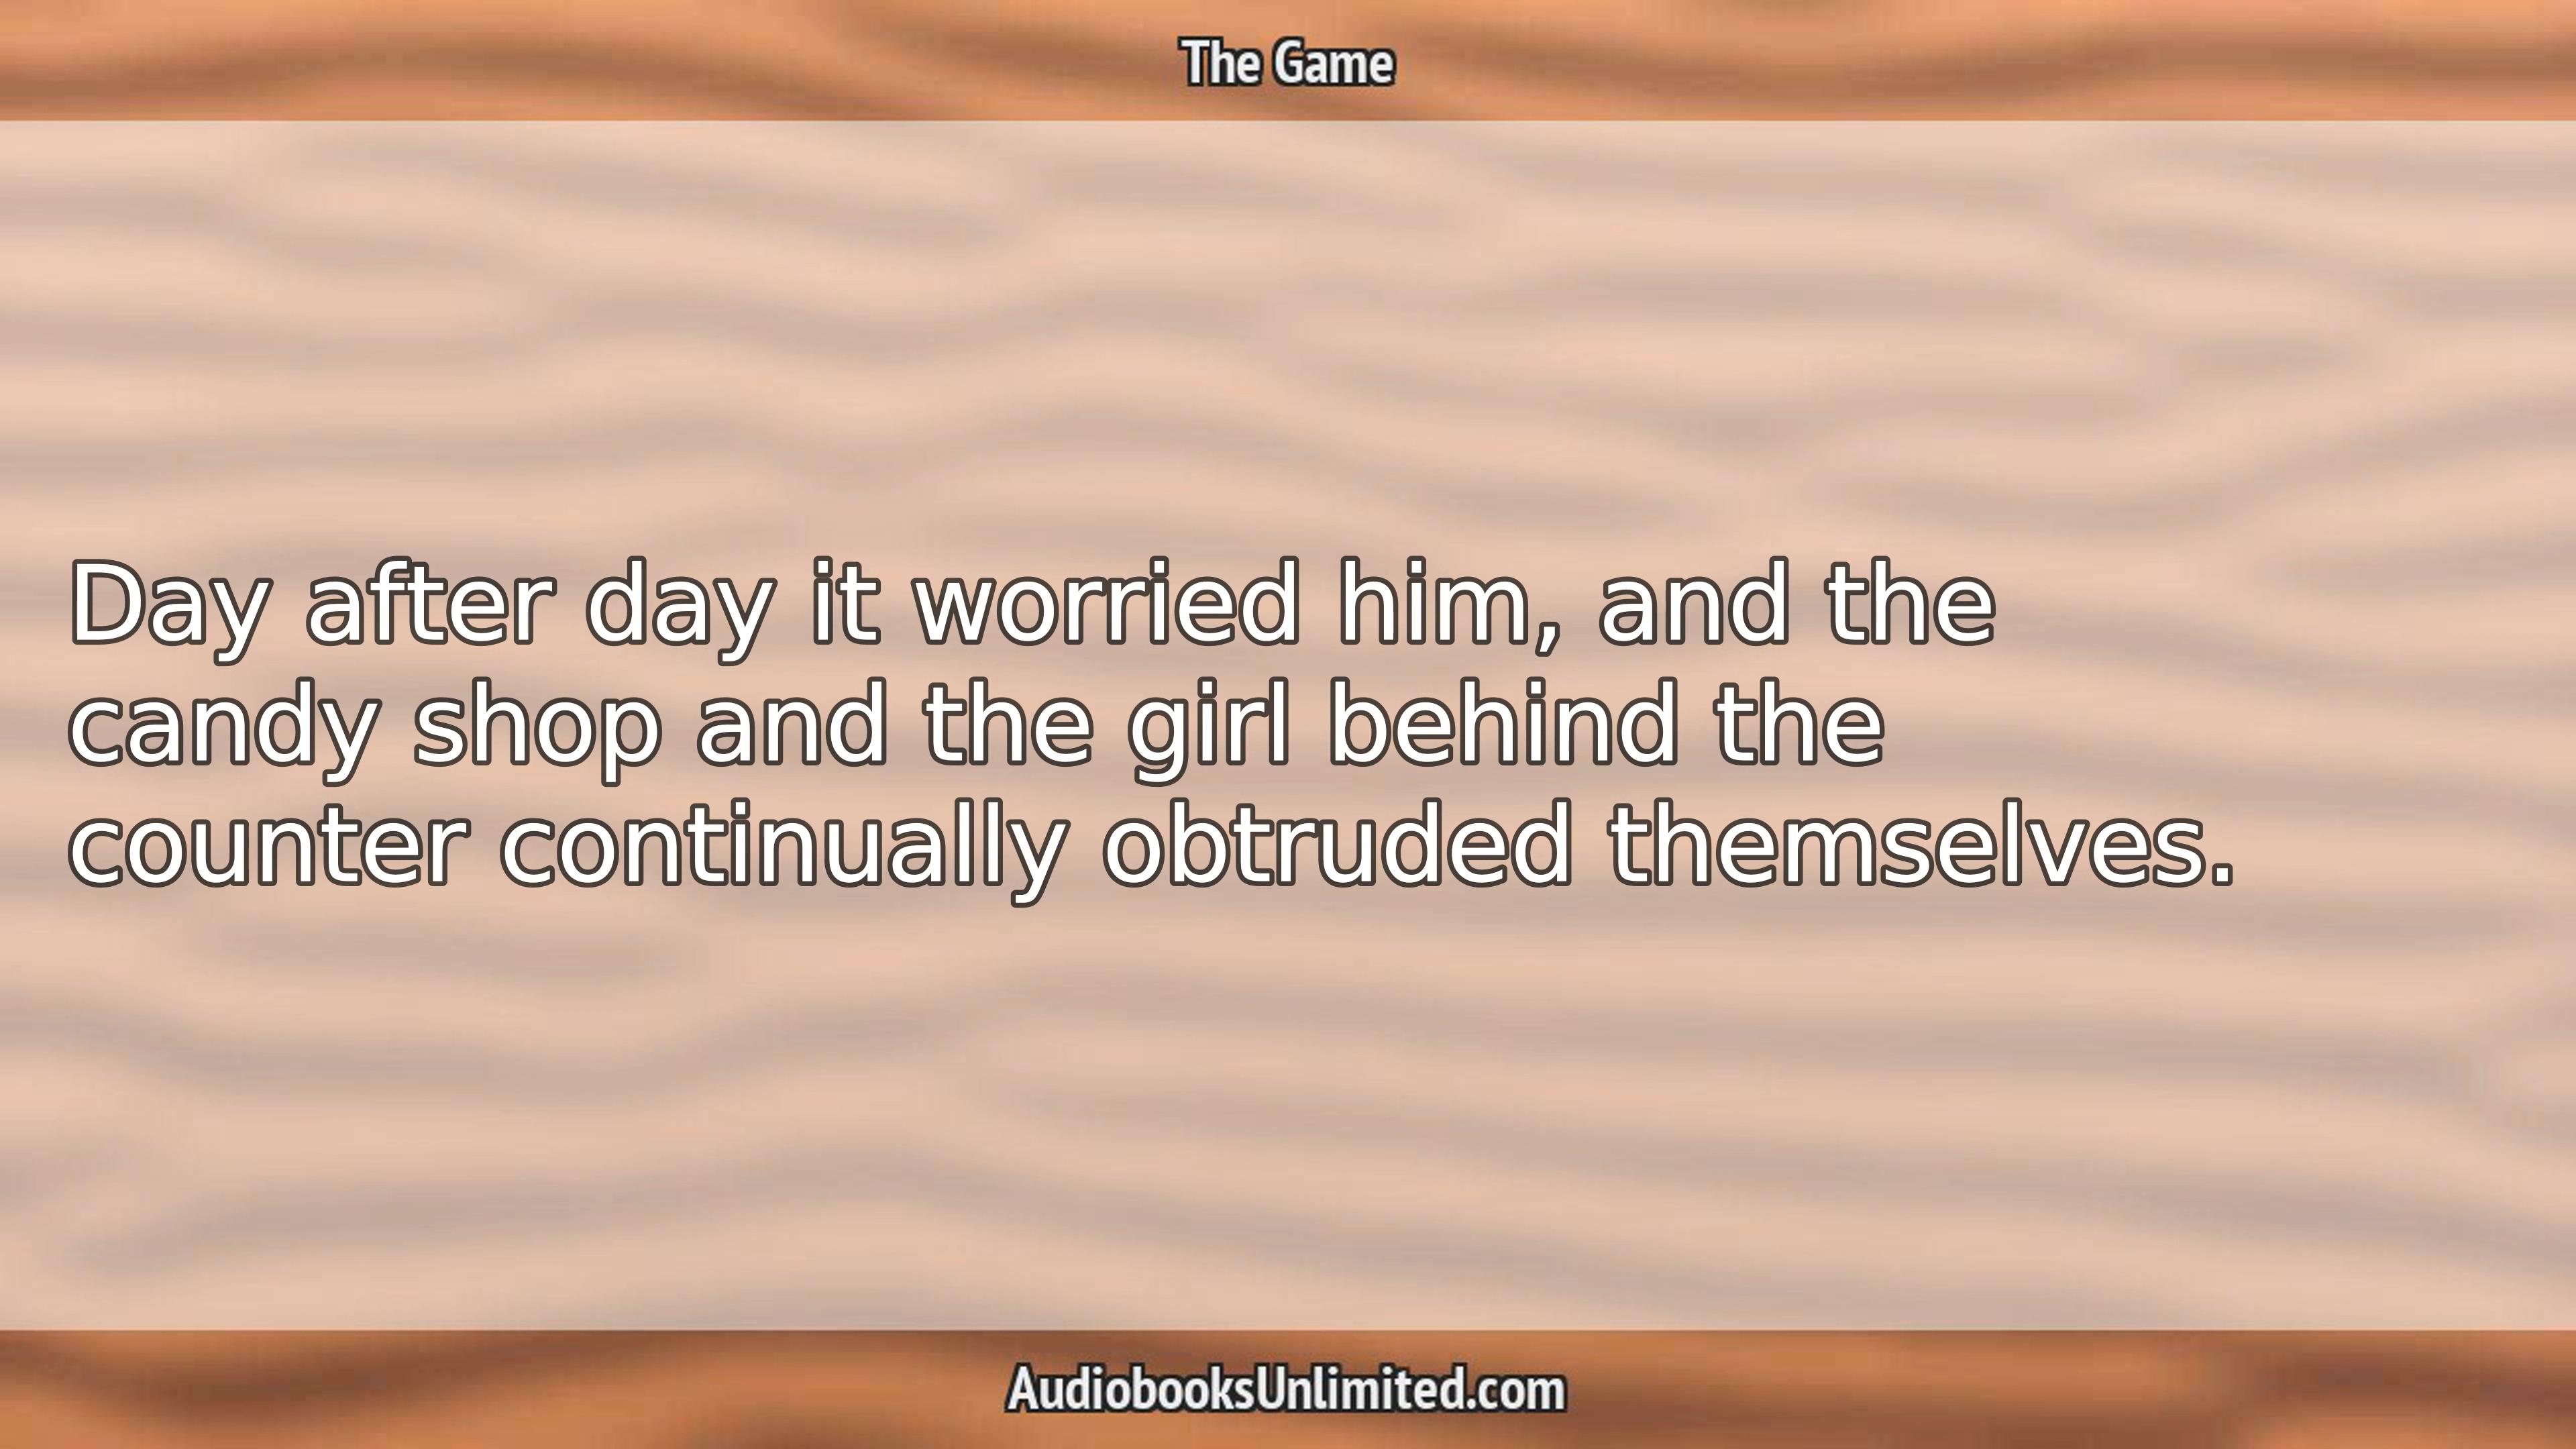 The Game
Day after day it worried him, and the
candy shop and the girl behind the
counter continually obtruded themselves.
AudiobooksUnlimited.com